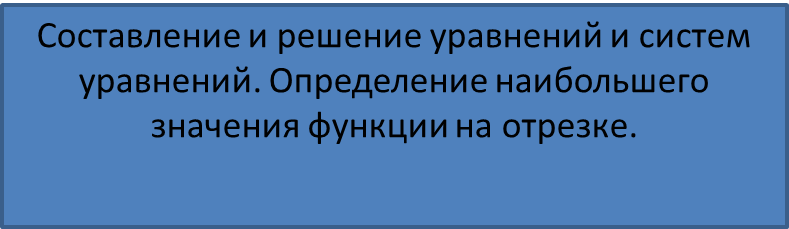 Составление и решение уравнений и систем
уравнений. Определение наибольшего
значения функции на отрезке.